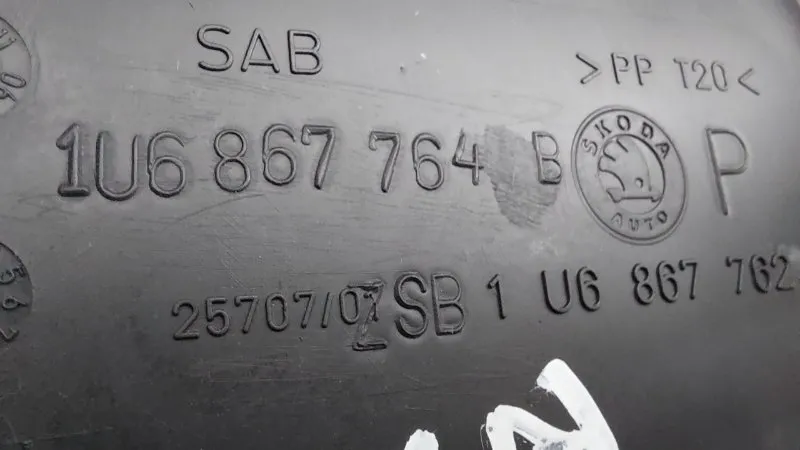 SAB
>PP T20<
1U6 867 764 B
SKODA
AUTO
P
25707/07
ZSB 1 U6 867 762